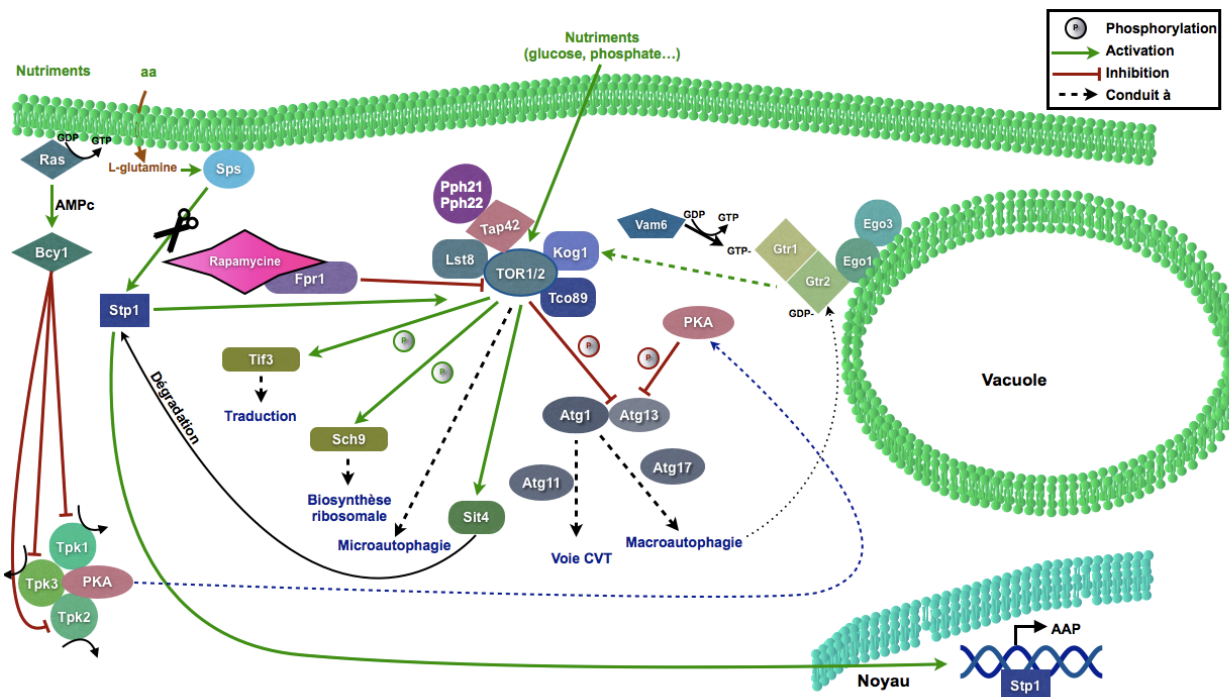 Nutriments
(glucose, phosphate…)
P
Phosphorylation
Activation
Inhibition
Conduit à
Nutriments
aa
GDP
GTP
Ras
L-glutamine
Sps
AMPc
Bcy1
Rapamycine
Fpr1
Stp1
Pph21
Pph22
Tap42
Lst8
TOR1/2
Kog1
Tco89
Vam6
GDP
GTP
GTP-
Gtr1
Gtr2
GDP-
Ego3
Ego1
Vacuole
PKA
P
P
P
P
Tif3
Traduction
Dégradation
Sch9
Biosynthèse
ribosomale
Microautophagie
Sit4
Atg1
Atg13
Atg11
Atg17
Voie CVT
Macroautophagie
Tpk1
Tpk3
PKA
Tpk2
AAP
Stp1
Noyau